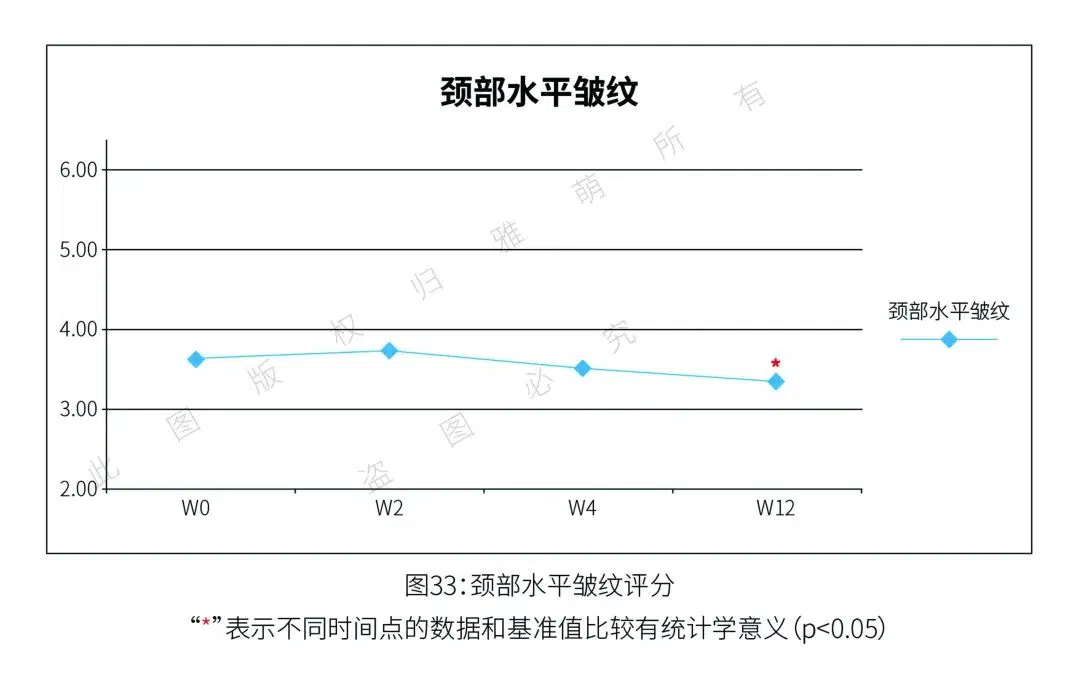 颈部水平皱纹
6.00
5.00
4.00
3.00
2.00
W0 W2 W4 W12
颈部水平皱纹
*
此图版权归雅萌所有
盗图必究
图33:颈部水平皱纹评分
“*”表示不同时间点的数据和基准值比较有统计学意义(p<0.05)